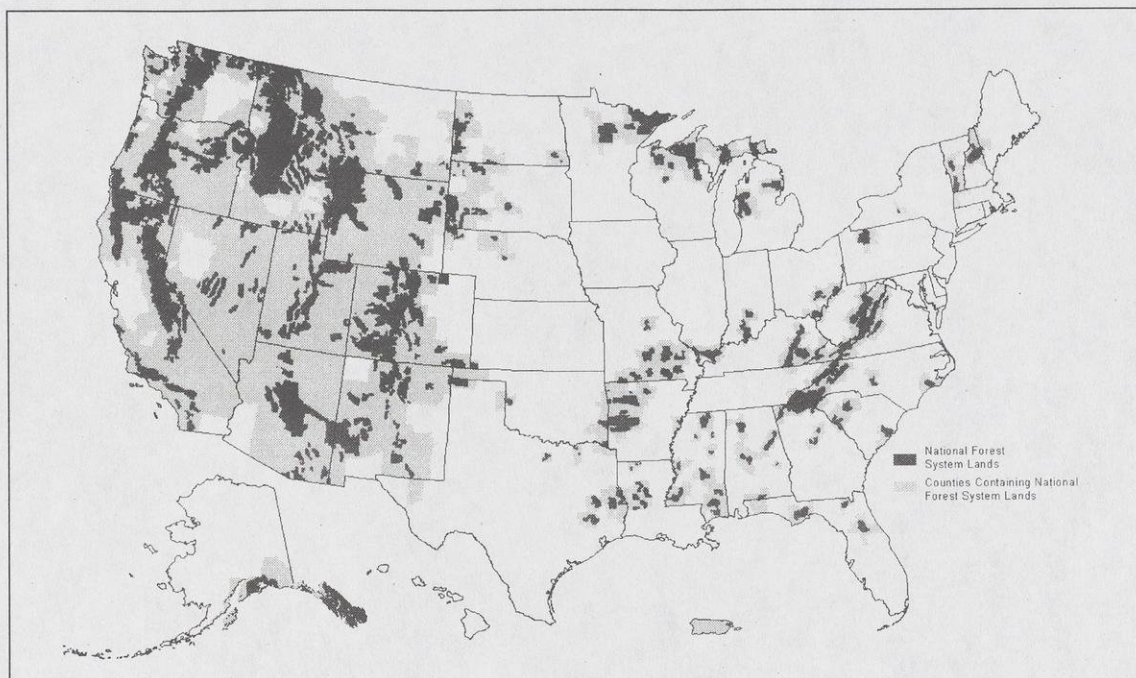 National Forest
System Lands
Counties Containing National
Forest System Lands